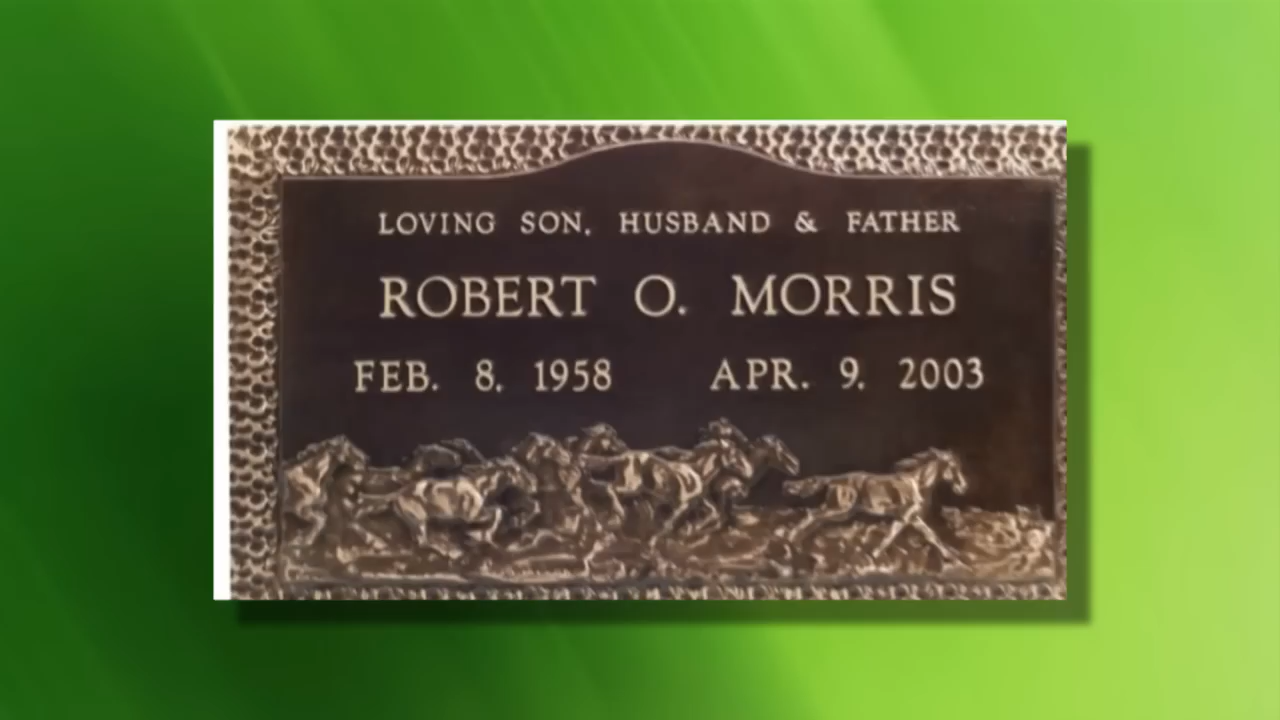 LOVING SON, HUSBAND & FATHER
ROBERT O. MORRIS
FEB. 8, 1958 APR. 9, 2003